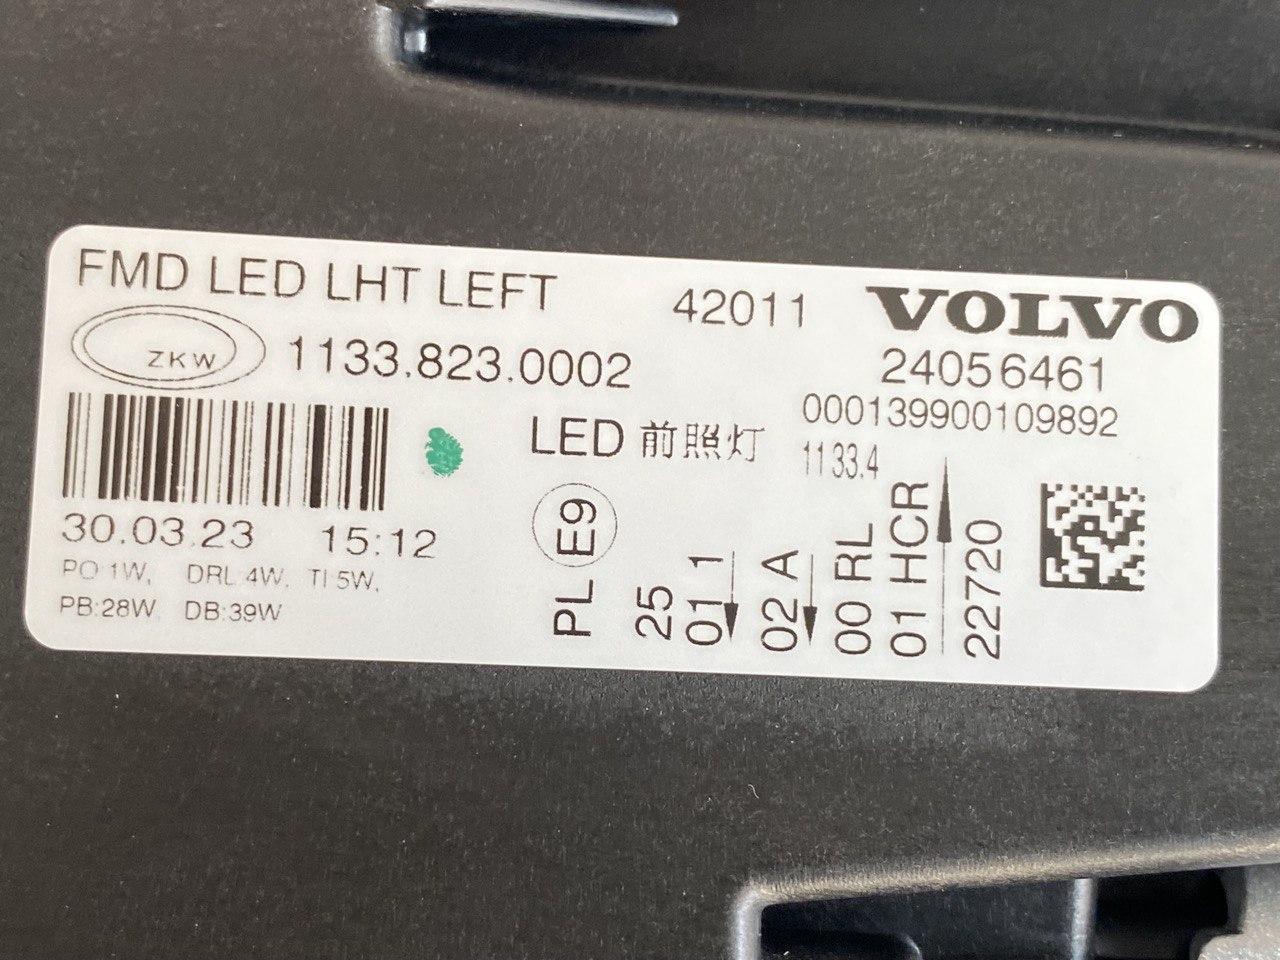 FMD LED LHT LEFT
42011
VOLVO
ZKW
1133.823.0002
24056461
000139900109892
LED 前照灯
1133.4
30.03.23 15:12
PO 1W, DRL:4W, TI 5W,
PB:28W DB:39W
PL E9
25
01 1
02 A
00 RL
01 HCR
22720